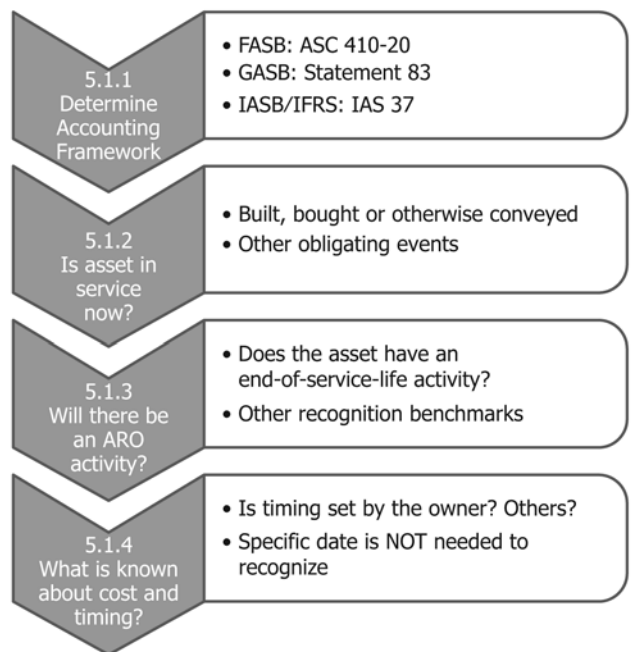 5.1.1
Determine
Accounting
Framework
• FASB: ASC 410-20
• GASB: Statement 83
• IASB/IFRS: IAS 37
5.1.2
Is asset in
service
now?
• Built, bought or otherwise conveyed
• Other obligating events
5.1.3
Will there be
an ARO
activity?
• Does the asset have an
end-of-service-life activity?
• Other recognition benchmarks
5.1.4
What is known
about cost and
timing?
• Is timing set by the owner? Others?
• Specific date is NOT needed to
recognize